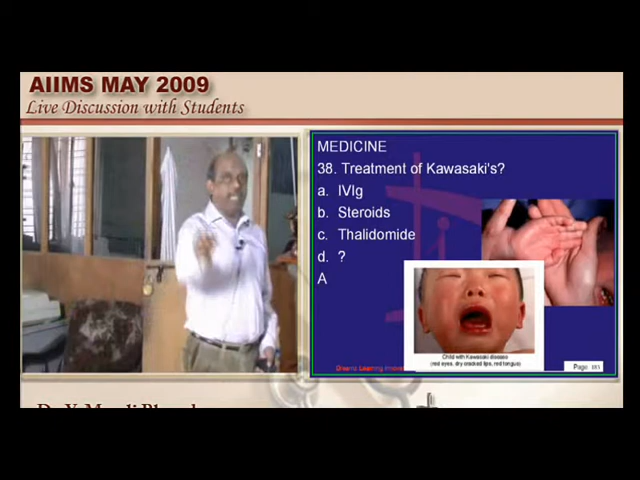 AIIMS MAY 2009
Live Discussion with Students
MEDICINE
38. Treatment of Kawasaki's?
a. IVIg
b. Steroids
c. Thalidomide
d. ?
A
Child with Kawasaki disease
(red eyes, dry cracked lips, red tongue)
Learning
Page: